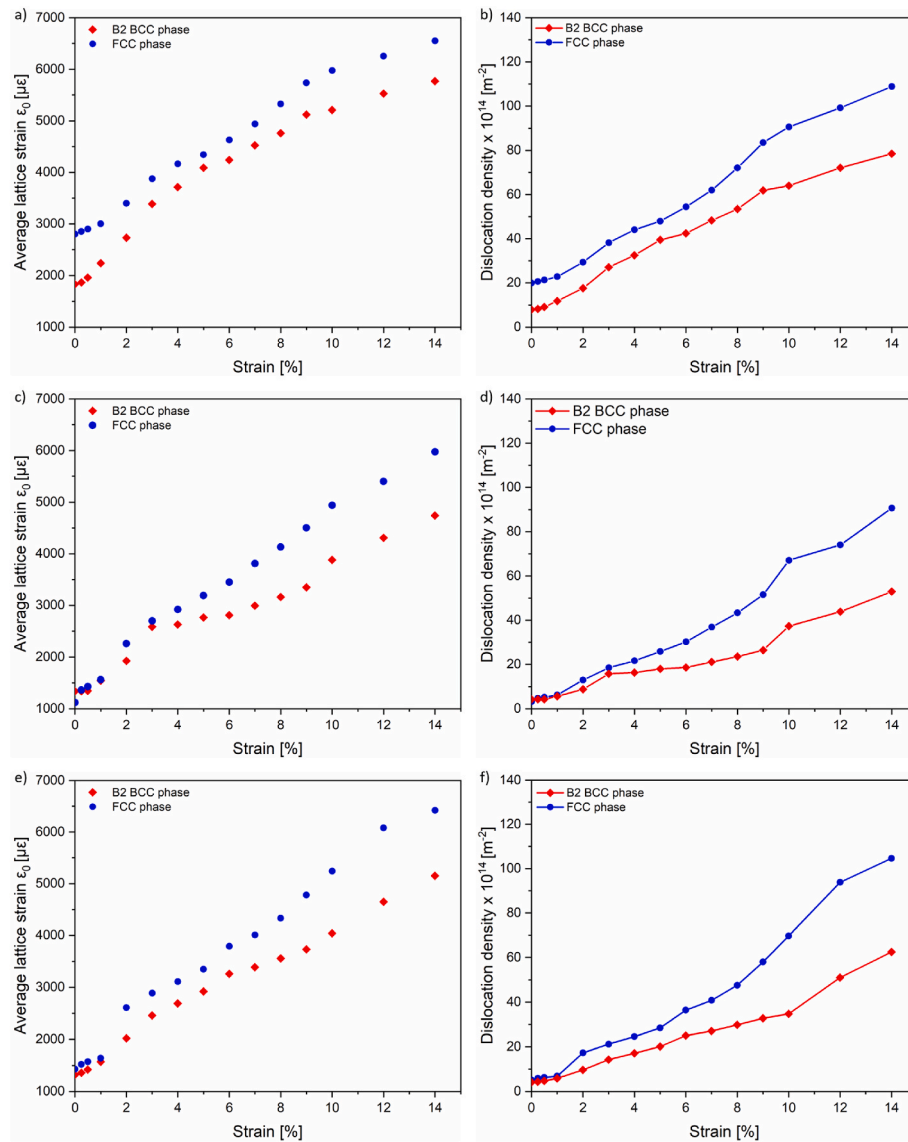 a)
7000
6000
5000
4000
3000
2000
1000
Average lattice strain ε₀ [µε]
B2 BCC phase
FCC phase
0 2 4 6 8 10 12 14
Strain [%]
b)
140
120
100
80
60
40
20
0
Dislocation density x 10¹⁴ [m⁻²]
B2 BCC phase
FCC phase
0 2 4 6 8 10 12 14
Strain [%]
c)
7000
6000
5000
4000
3000
2000
1000
Average lattice strain ε₀ [µε]
B2 BCC phase
FCC phase
0 2 4 6 8 10 12 14
Strain [%]
d)
140
120
100
80
60
40
20
0
Dislocation density x 10¹⁴ [m⁻²]
B2 BCC phase
FCC phase
0 2 4 6 8 10 12 14
Strain [%]
e)
7000
6000
5000
4000
3000
2000
1000
Average lattice strain ε₀ [µε]
B2 BCC phase
FCC phase
0 2 4 6 8 10 12 14
Strain [%]
f)
140
120
100
80
60
40
20
0
Dislocation density x 10¹⁴ [m⁻²]
B2 BCC phase
FCC phase
0 2 4 6 8 10 12 14
Strain [%]